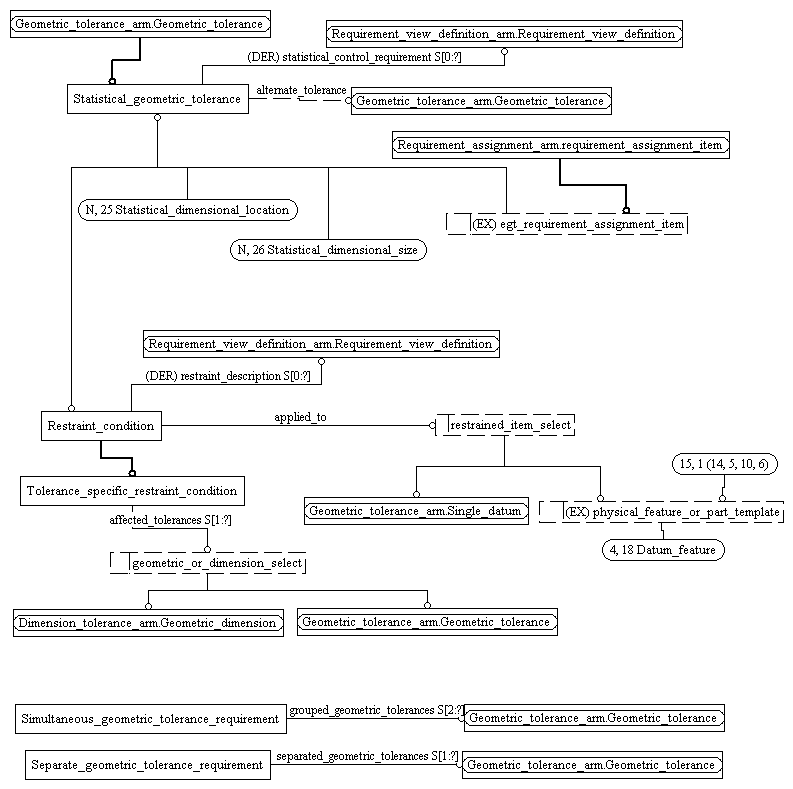 Geometric_tolerance_arm.Geometric_tolerance
Requirement_view_definition_arm.Requirement_view_definition
(DER) statistical_control_requirement S[0:?]
Statistical_geometric_tolerance
alternate_tolerance
Geometric_tolerance_arm.Geometric_tolerance
Requirement_assignment_arm.requirement_assignment_item
N, 25 Statistical_dimensional_location
(EX) egt_requirement_assignment_item
N, 26 Statistical_dimensional_size
Requirement_view_definition_arm.Requirement_view_definition
(DER) restraint_description S[0:?]
Restraint_condition
applied_to
restrained_item_select
15, 1 (14, 5, 10, 6)
Tolerance_specific_restraint_condition
Geometric_tolerance_arm.Single_datum
(EX) physical_feature_or_part_template
affected_tolerances S[1:?]
4, 18 Datum_feature
geometric_or_dimension_select
Dimension_tolerance_arm.Geometric_dimension
Geometric_tolerance_arm.Geometric_tolerance
Simultaneous_geometric_tolerance_requirement
grouped_geometric_tolerances S[2:?]
Geometric_tolerance_arm.Geometric_tolerance
Separate_geometric_tolerance_requirement
separated_geometric_tolerances S[1:?]
Geometric_tolerance_arm.Geometric_tolerance